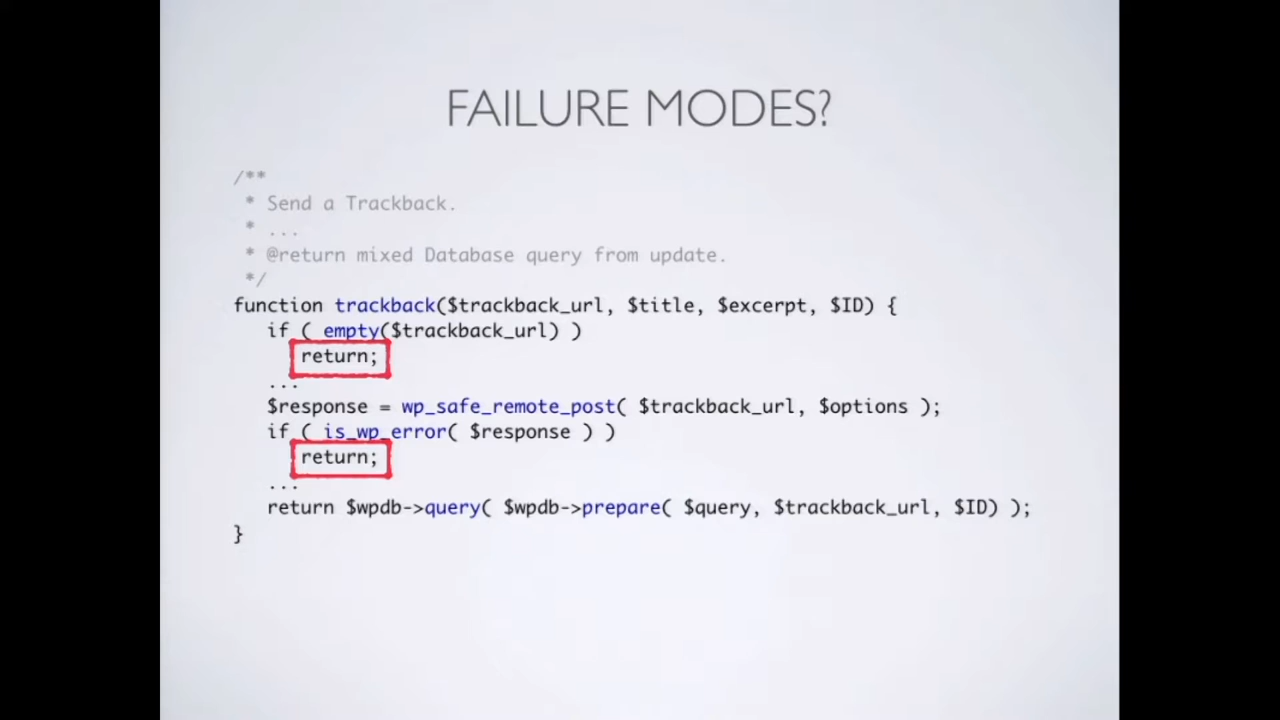 FAILURE MODES?
/**
 * Send a Trackback.
 * ...
 * @return mixed Database query from update.
 */
function trackback($trackback_url, $title, $excerpt, $ID) {
   if ( empty($trackback_url) )
      return;
   ...
   $response = wp_safe_remote_post( $trackback_url, $options );
   if ( is_wp_error( $response ) )
      return;
   ...
   return $wpdb->query( $wpdb->prepare( $query, $trackback_url, $ID) );
}